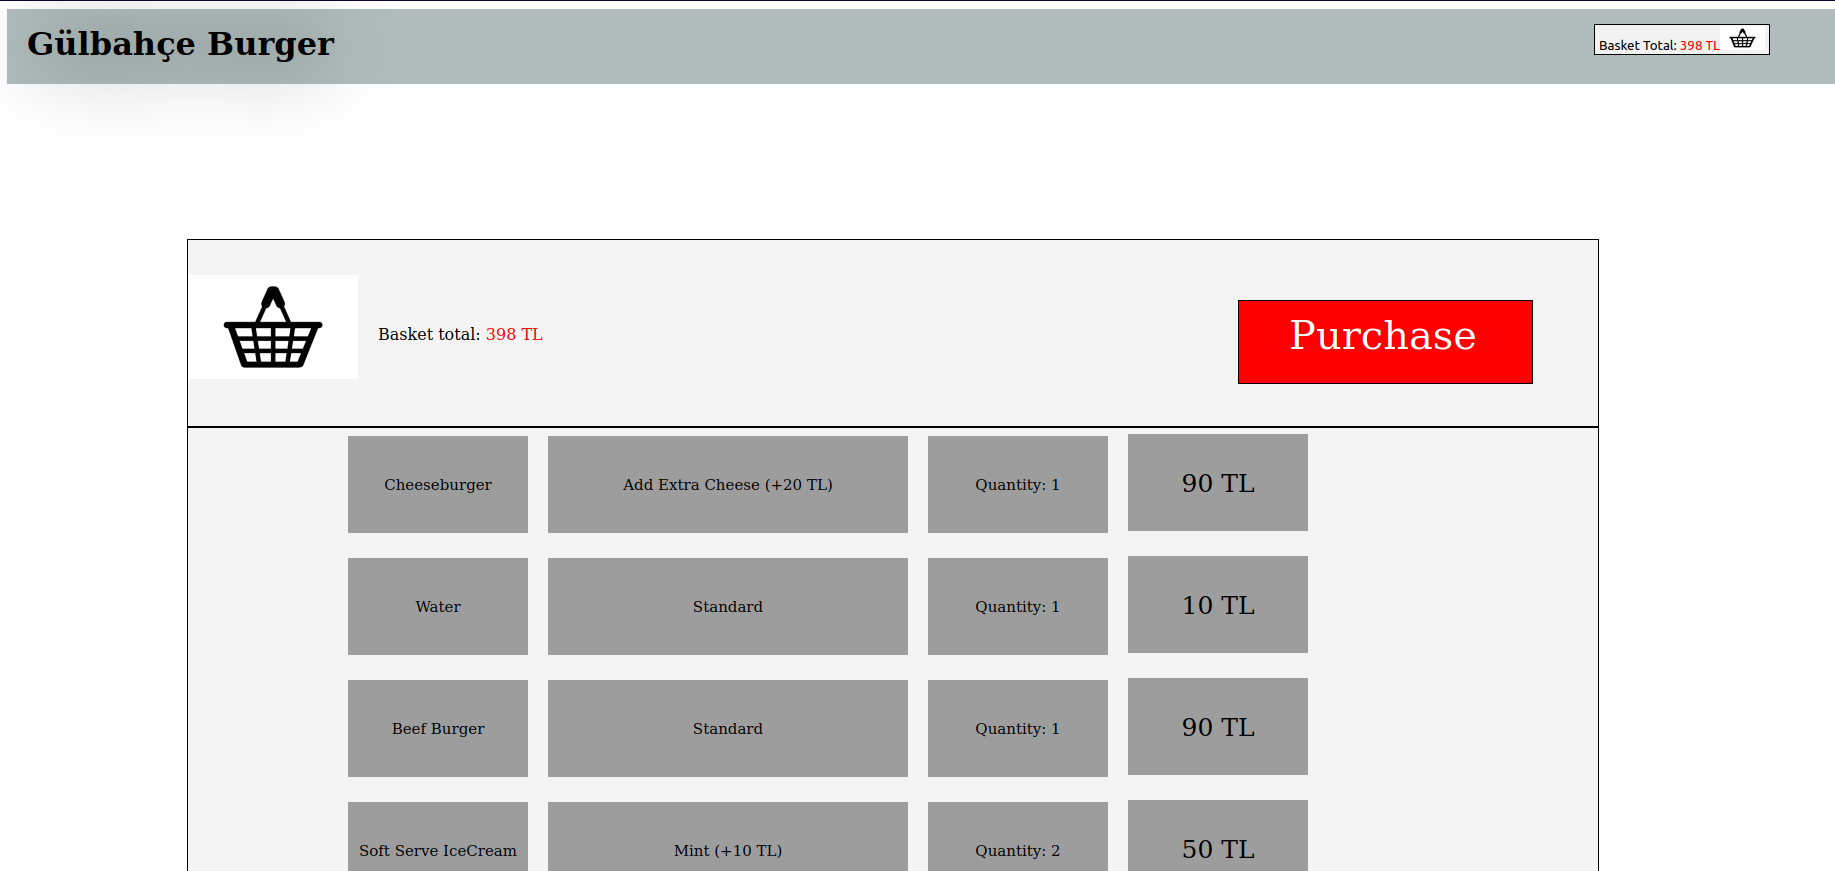 Gülbahçe Burger
Basket Total: 398 TL
Basket total: 398 TL
Purchase
Cheeseburger Add Extra Cheese (+20 TL) Quantity: 1 90 TL
Water Standard Quantity: 1 10 TL
Beef Burger Standard Quantity: 1 90 TL
Soft Serve IceCream Mint (+10 TL) Quantity: 2 50 TL